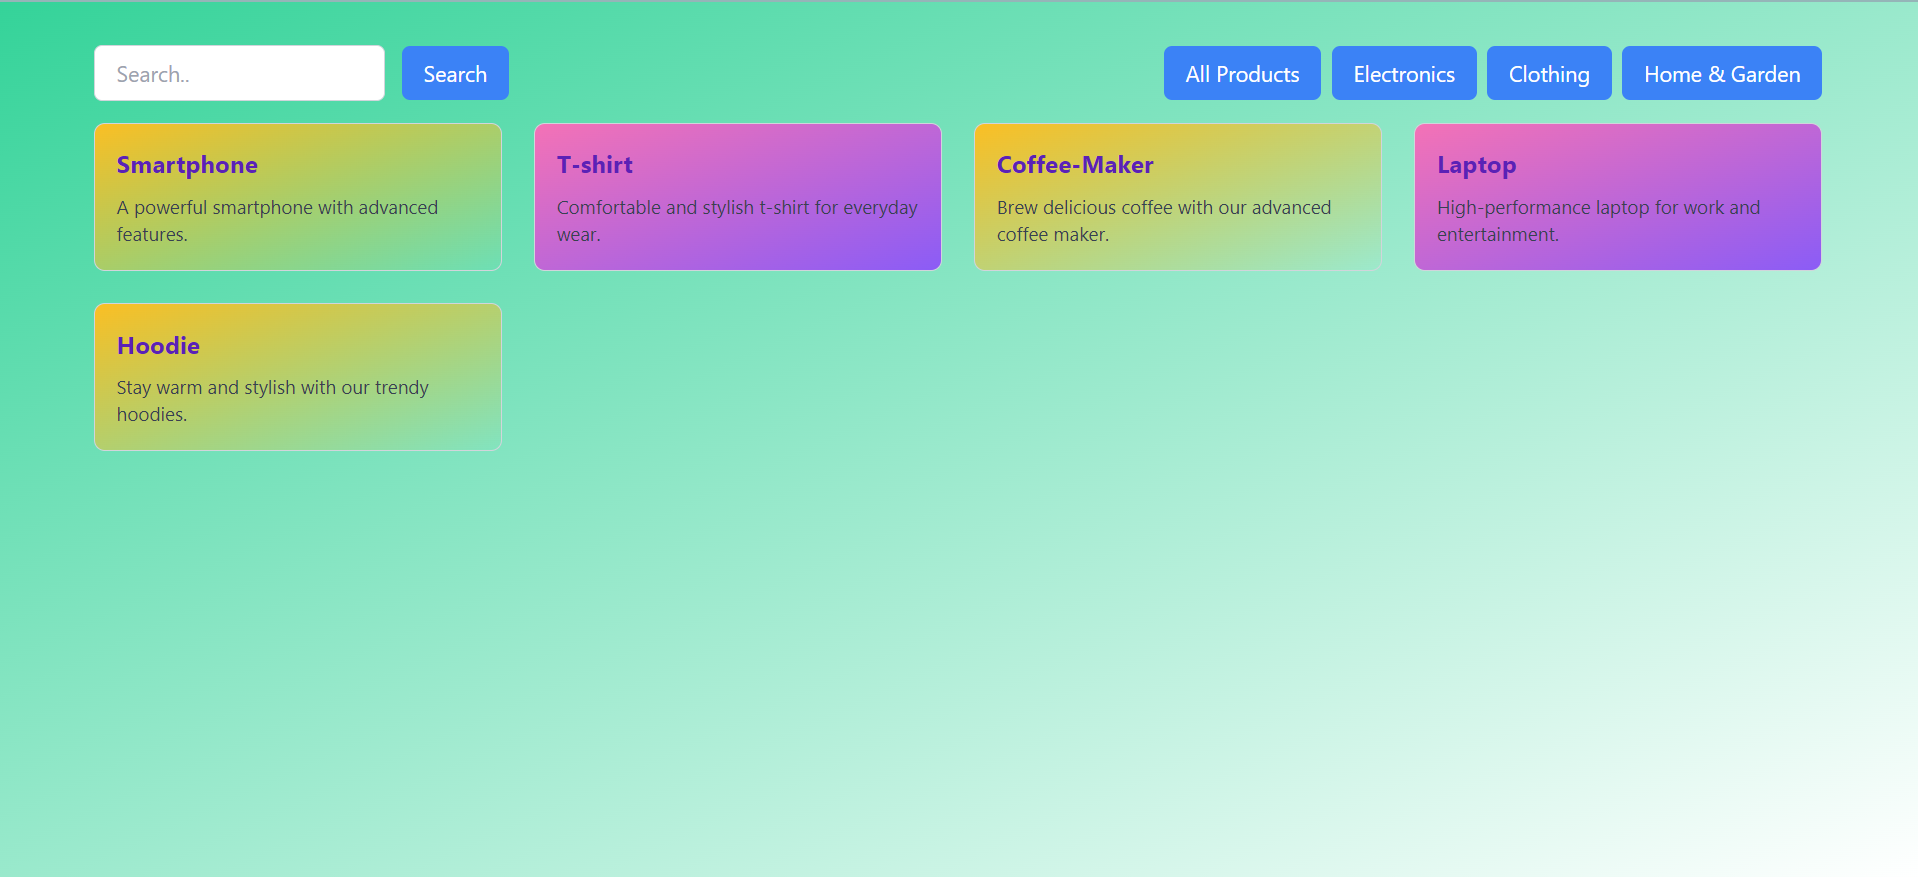 Search..
Search
All Products
Electronics
Clothing
Home & Garden
Smartphone
A powerful smartphone with advanced
features.
T-shirt
Comfortable and stylish t-shirt for everyday
wear.
Coffee-Maker
Brew delicious coffee with our advanced
coffee maker.
Laptop
High-performance laptop for work and
entertainment.
Hoodie
Stay warm and stylish with our trendy
hoodies.